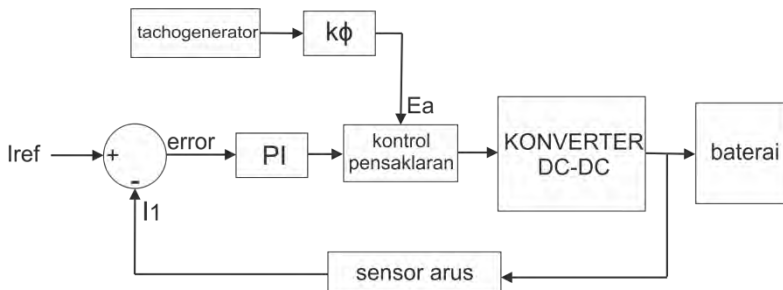 tachogenerator
kϕ
Ea
Iref
+
-
error
PI
kontrol
pensaklaran
KONVERTER
DC-DC
baterai
I1
sensor arus